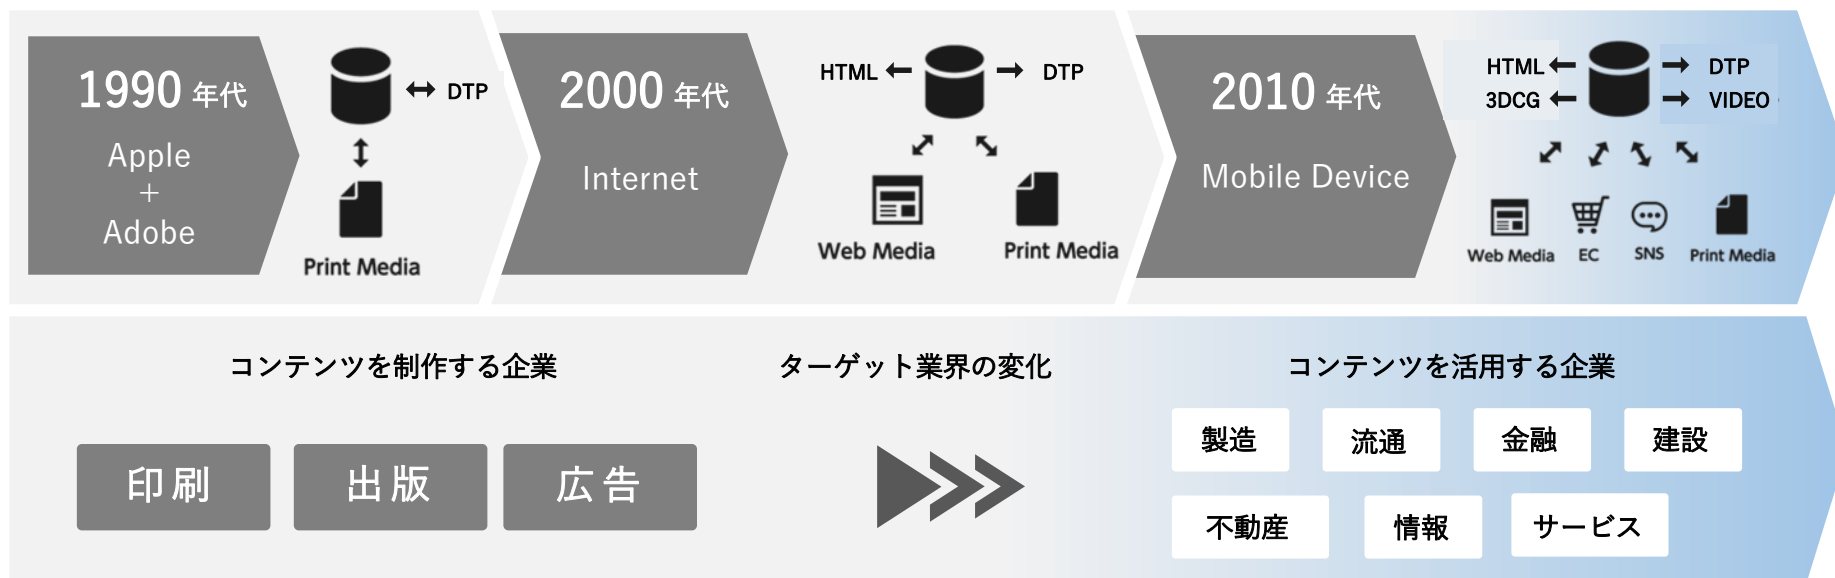 1990 年代
Apple
+
Adobe
DTP
Print Media
2000 年代
Internet
HTML
DTP
Web Media
Print Media
2010 年代
Mobile Device
HTML
DTP
3DCG
VIDEO
Web Media
EC
SNS
Print Media
コンテンツを制作する企業
印刷
出版
広告
ターゲット業界の変化
コンテンツを活用する企業
製造
流通
金融
建設
不動産
情報
サービス